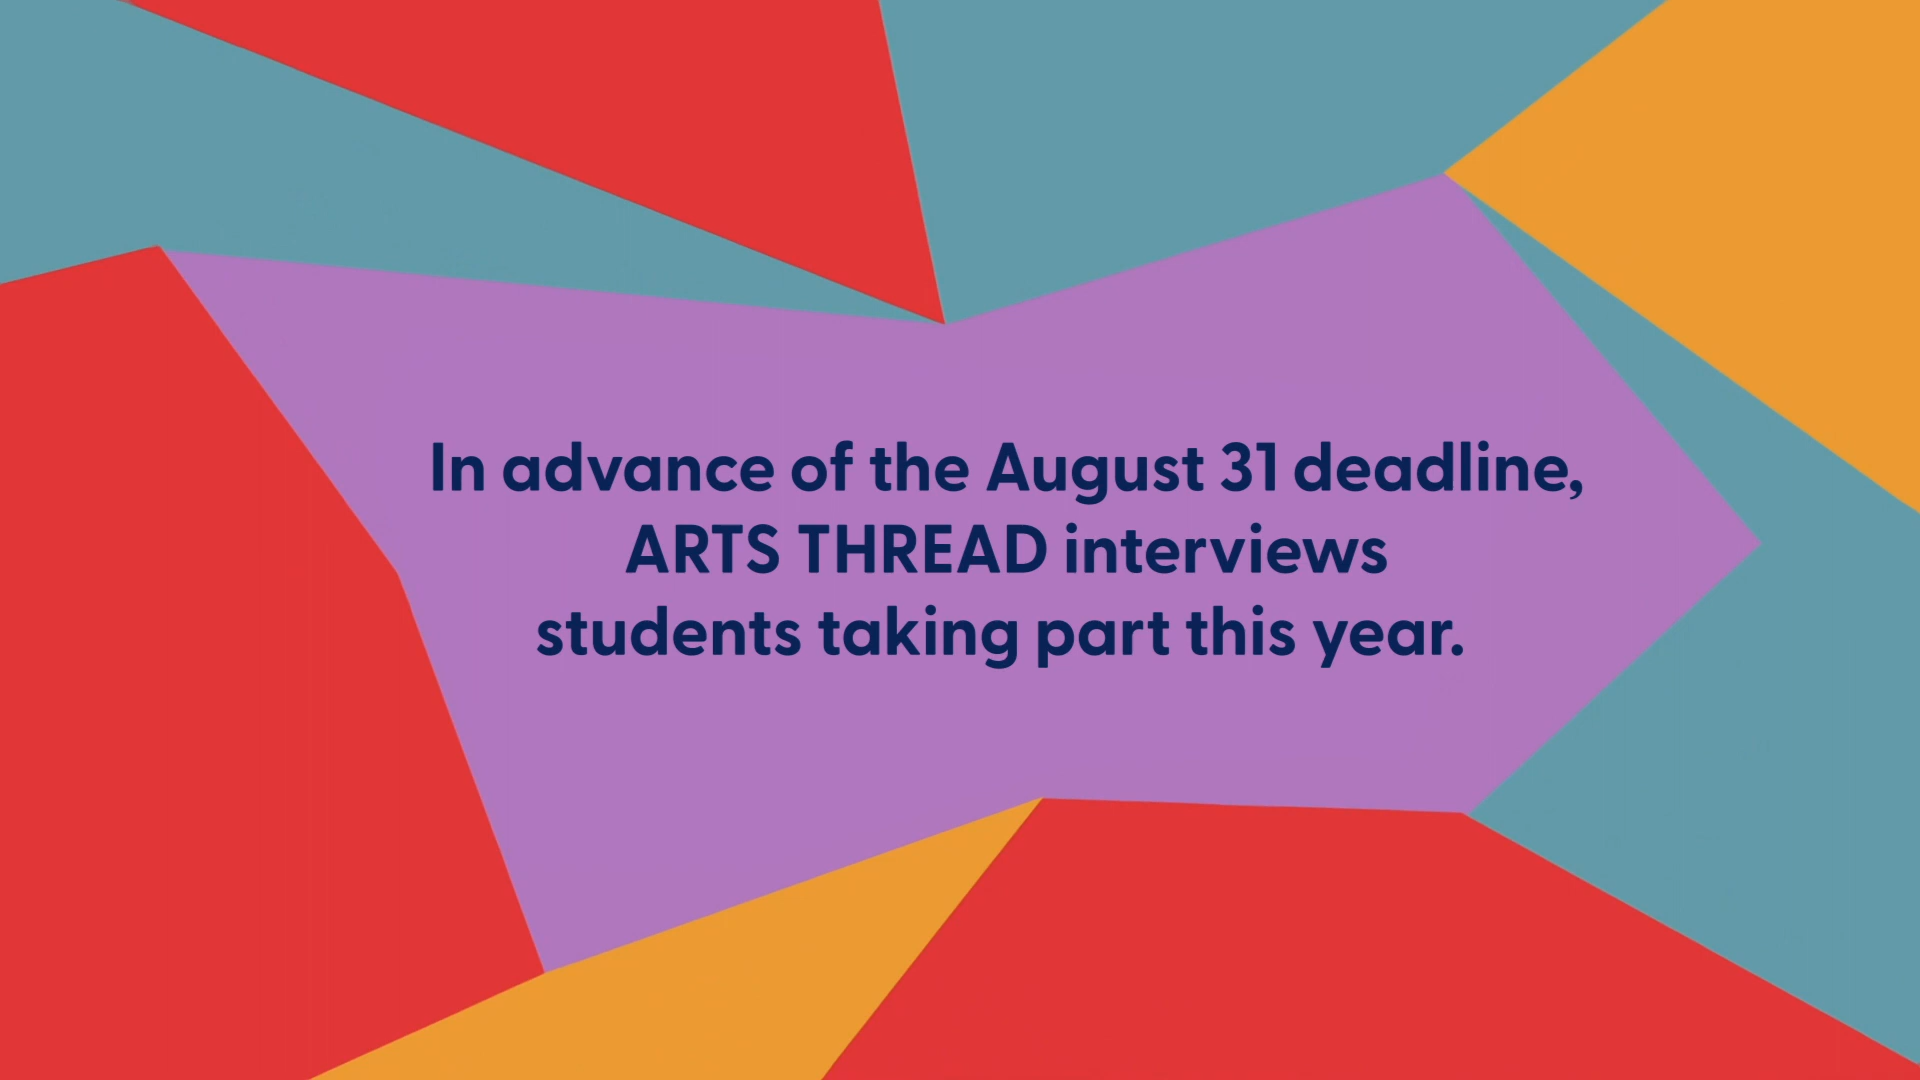 In advance of the August 31 deadline,
ARTS THREAD interviews
students taking part this year.